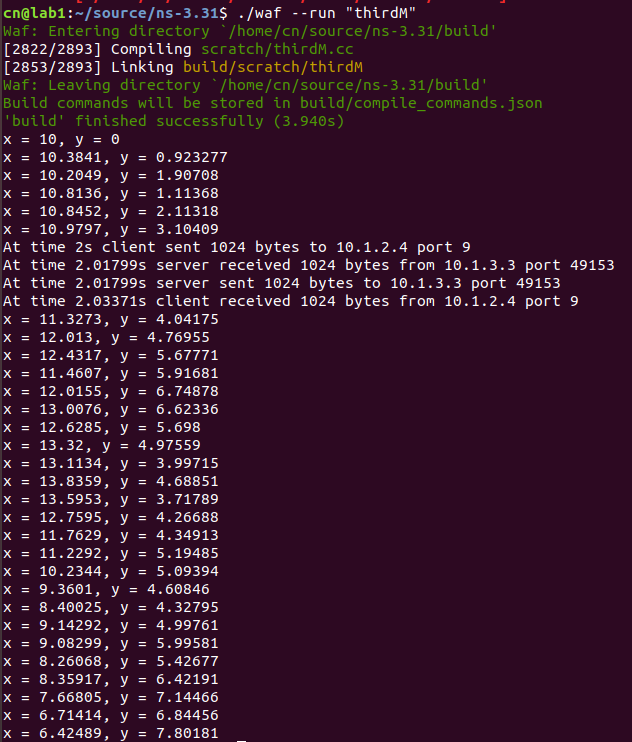 cn@lab1:~/source/ns-3.31$ ./waf --run "thirdM"
Waf: Entering directory `/home/cn/source/ns-3.31/build'
[2822/2893] Compiling scratch/thirdM.cc
[2853/2893] Linking build/scratch/thirdM
Waf: Leaving directory `/home/cn/source/ns-3.31/build'
Build commands will be stored in build/compile_commands.json
'build' finished successfully (3.940s)
x = 10, y = 0
x = 10.3841, y = 0.923277
x = 10.2049, y = 1.90708
x = 10.8136, y = 1.11368
x = 10.8452, y = 2.11318
x = 10.9797, y = 3.10409
At time 2s client sent 1024 bytes to 10.1.2.4 port 9
At time 2.01799s server received 1024 bytes from 10.1.3.3 port 49153
At time 2.01799s server sent 1024 bytes to 10.1.3.3 port 49153
At time 2.03371s client received 1024 bytes from 10.1.2.4 port 9
x = 11.3273, y = 4.04175
x = 12.013, y = 4.76955
x = 12.4317, y = 5.67771
x = 11.4607, y = 5.91681
x = 12.0155, y = 6.74878
x = 13.0076, y = 6.62336
x = 12.6285, y = 5.698
x = 13.32, y = 4.97559
x = 13.1134, y = 3.99715
x = 13.8359, y = 4.68851
x = 13.5953, y = 3.71789
x = 12.7595, y = 4.26688
x = 11.7629, y = 4.34913
x = 11.2292, y = 5.19485
x = 10.2344, y = 5.09394
x = 9.3601, y = 4.60846
x = 8.40025, y = 4.32795
x = 9.14292, y = 4.99761
x = 9.08299, y = 5.99581
x = 8.26068, y = 5.42677
x = 8.35917, y = 6.42191
x = 7.66805, y = 7.14466
x = 6.71414, y = 6.84456
x = 6.42489, y = 7.80181